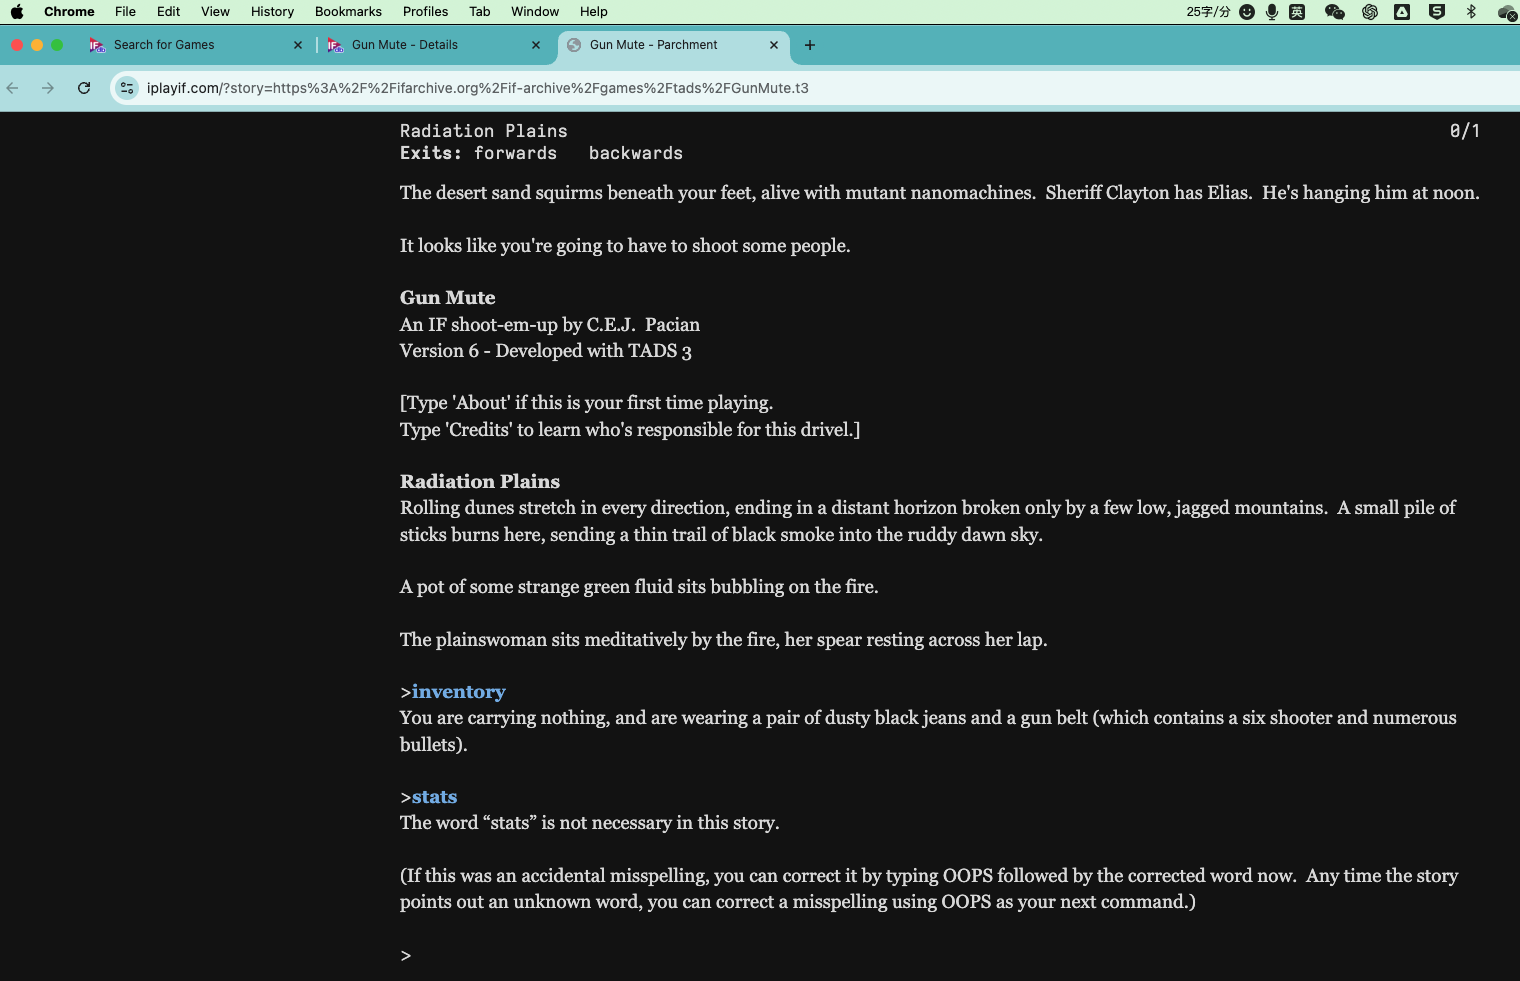 Chrome File Edit View History Bookmarks Profiles Tab Window Help 25字/分 英
Search for Games Gun Mute - Details Gun Mute - Parchment
iplayif.com/?story=https%3A%2F%2Fifarchive.org%2Fif-archive%2Fgames%2Ftads%2FGunMute.t3
Radiation Plains 0/1
Exits: forwards backwards
The desert sand squirms beneath your feet, alive with mutant nanomachines. Sheriff Clayton has Elias. He's hanging him at noon.
It looks like you're going to have to shoot some people.
Gun Mute
An IF shoot-em-up by C.E.J. Pacian
Version 6 - Developed with TADS 3
[Type 'About' if this is your first time playing.
Type 'Credits' to learn who's responsible for this drivel.]
Radiation Plains
Rolling dunes stretch in every direction, ending in a distant horizon broken only by a few low, jagged mountains. A small pile of
sticks burns here, sending a thin trail of black smoke into the ruddy dawn sky.
A pot of some strange green fluid sits bubbling on the fire.
The plainswoman sits meditatively by the fire, her spear resting across her lap.
>inventory
You are carrying nothing, and are wearing a pair of dusty black jeans and a gun belt (which contains a six shooter and numerous
bullets).
>stats
The word “stats” is not necessary in this story.
(If this was an accidental misspelling, you can correct it by typing OOPS followed by the corrected word now. Any time the story
points out an unknown word, you can correct a misspelling using OOPS as your next command.)
>